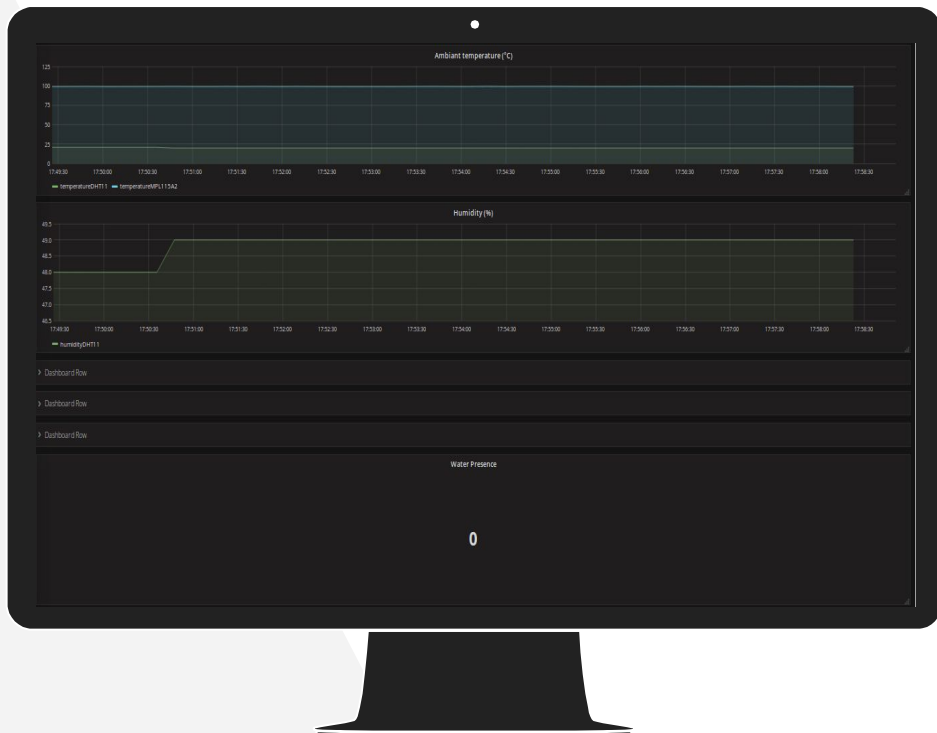 Ambiant temperature (°C)
125
100
75
50
25
0
17:49:30 17:50:00 17:50:30 17:51:00 17:51:30 17:52:00 17:52:30 17:53:00 17:53:30 17:54:00 17:54:30 17:55:00 17:55:30 17:56:00 17:56:30 17:57:00 17:57:30 17:58:00 17:58:30
temperatureDHT11 temperatureMPL115A2
Humidity (%)
49.5
49.0
48.5
48.0
47.5
47.0
46.5
17:49:30 17:50:00 17:50:30 17:51:00 17:51:30 17:52:00 17:52:30 17:53:00 17:53:30 17:54:00 17:54:30 17:55:00 17:55:30 17:56:00 17:56:30 17:57:00 17:57:30 17:58:00 17:58:30
humidityDHT11
Dashboard Row
Dashboard Row
Dashboard Row
Water Presence
0